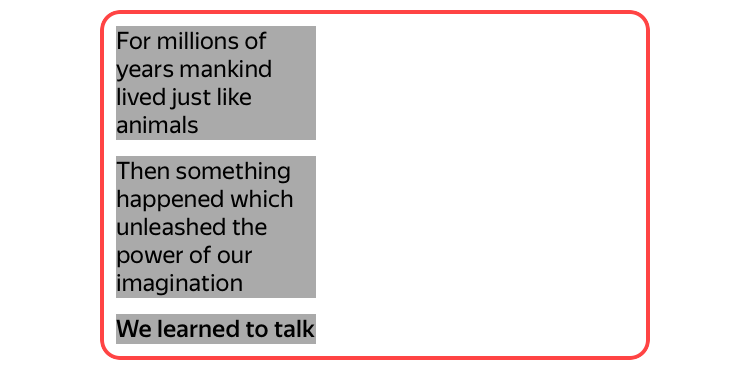 For millions of
years mankind
lived just like
animals
Then something
happened which
unleashed the
power of our
imagination
We learned to talk